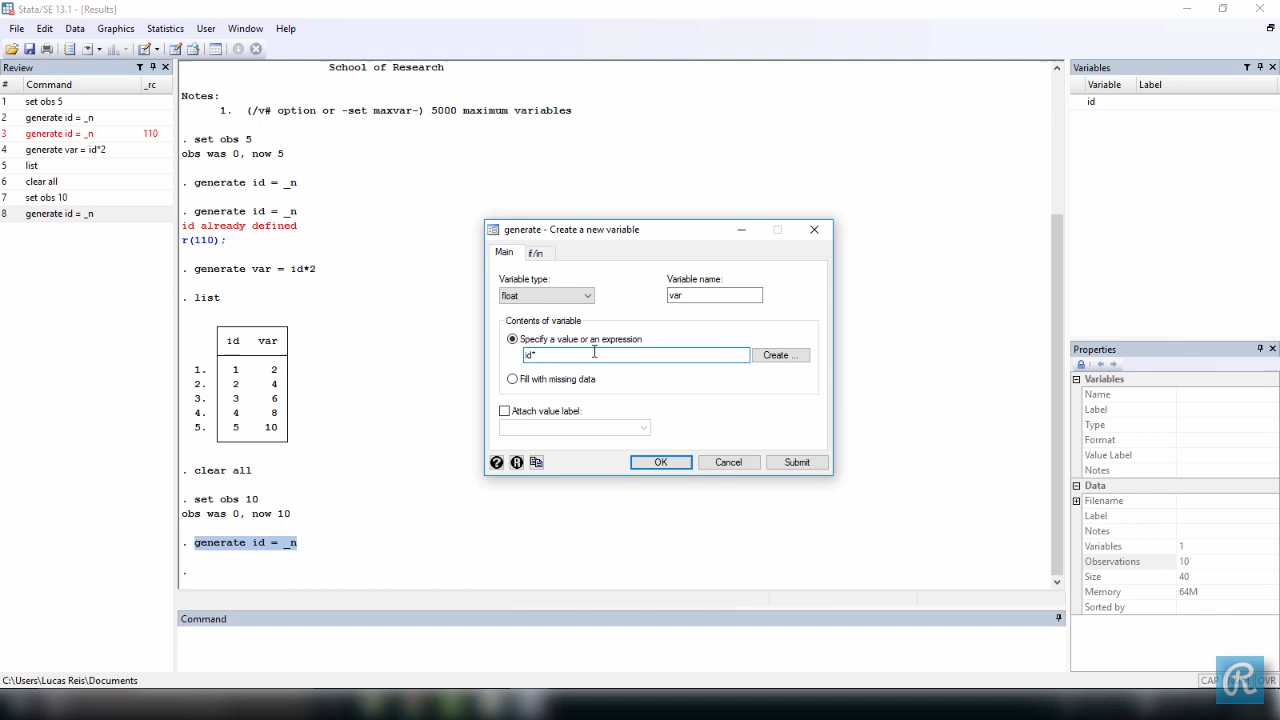 Stata/SE 13.1 - [Results]
File Edit Data Graphics Statistics User Window Help
Review
# Command _rc
1 set obs 5
2 generate id = _n
3 generate id = _n 110
4 generate var = id*2
5 list
6 clear all
7 set obs 10
8 generate id = _n
School of Research
Notes:
1. (/v# option or -set maxvar-) 5000 maximum variables
. set obs 5
obs was 0, now 5
. generate id = _n
. generate id = _n
id already defined
r(110);
. generate var = id*2
. list
id var
1. 1 2
2. 2 4
3. 3 6
4. 4 8
5. 5 10
. clear all
. set obs 10
obs was 0, now 10
. generate id = _n
.
Command
generate - Create a new variable
Main if/in
Variable type: Variable name:
float var
Contents of variable
Specify a value or an expression
id* Create ...
Fill with missing data
Attach value label:
OK Cancel Submit
Variables
Variable Label
id
Properties
Variables
Name
Label
Type
Format
Value Label
Notes
Data
Filename
Label
Notes
Variables 1
Observations 10
Size 40
Memory 64M
Sorted by
C:\Users\Lucas Reis\Documents
CAP OVR
R